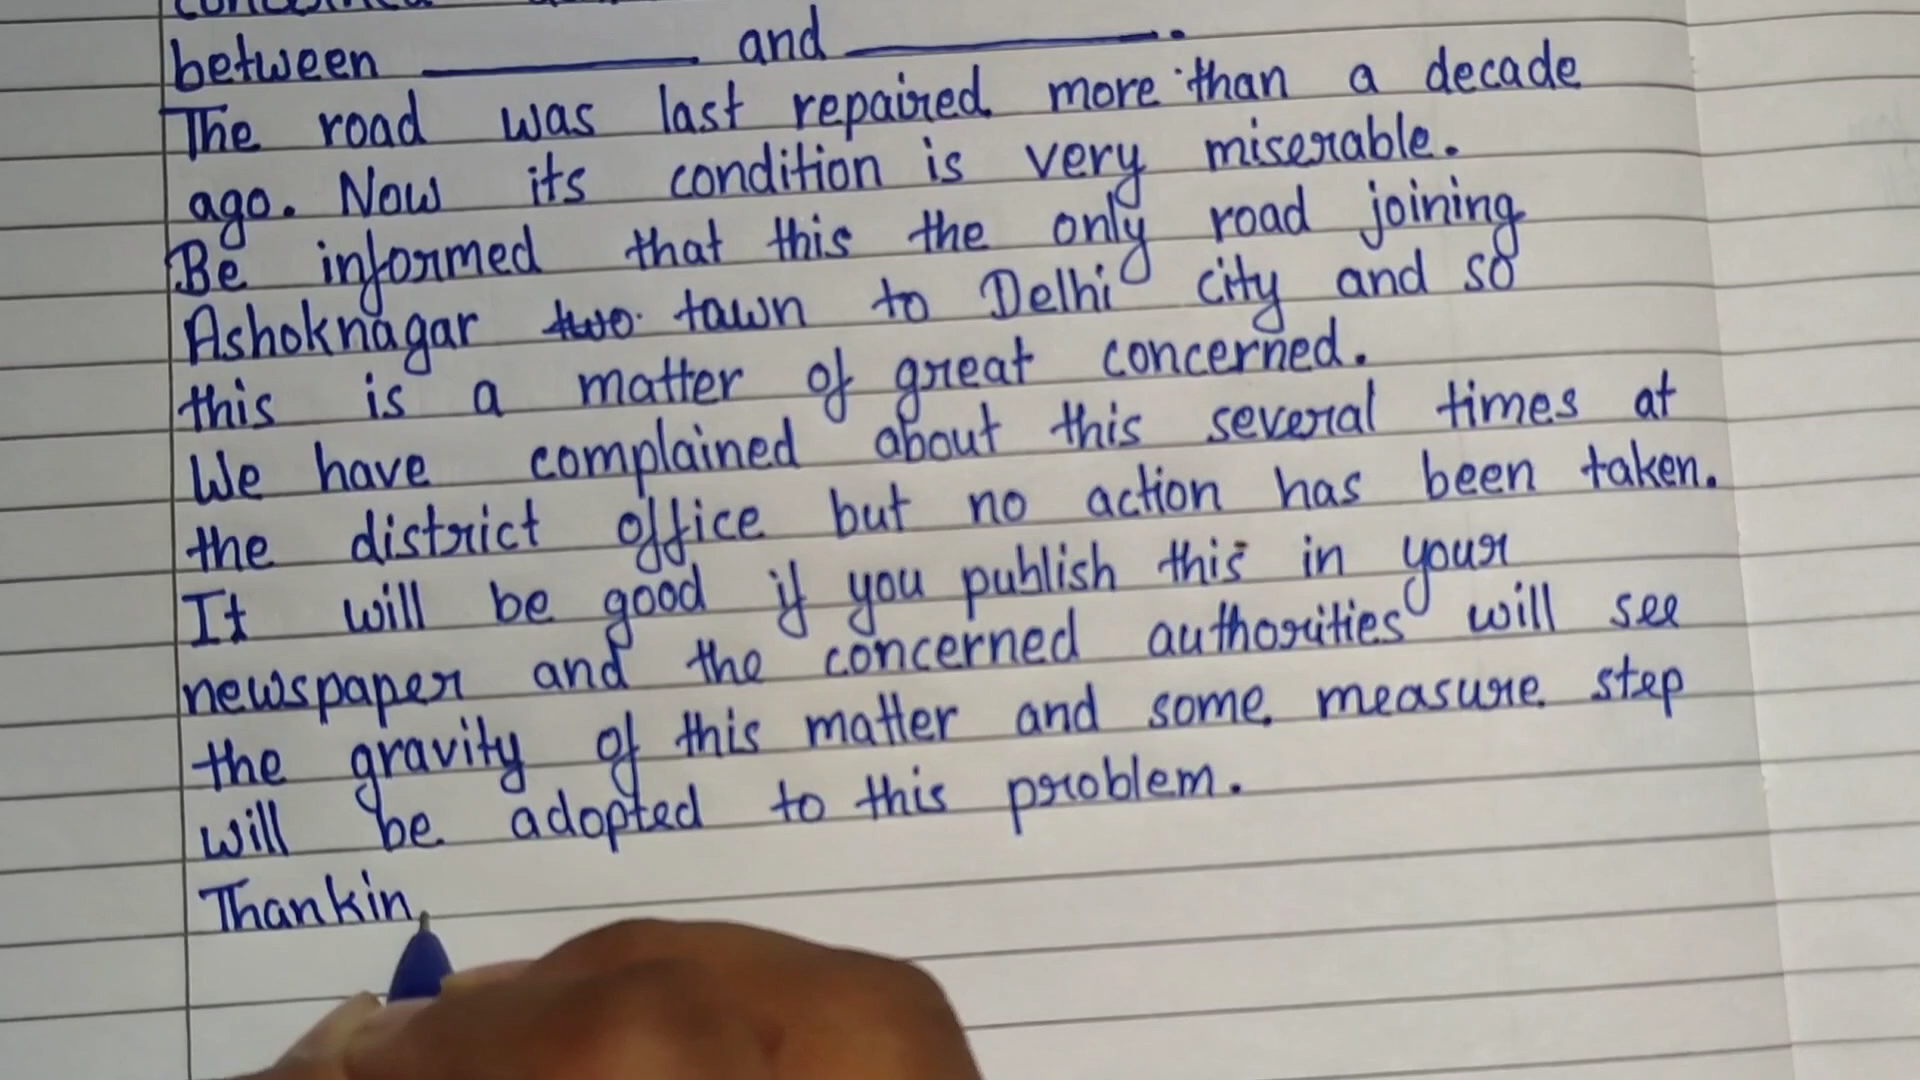 between ________ and ________.
The road was last repaired more than a decade
ago. Now its condition is very miserable.
Be informed that this the only road joining
Ashoknagar two tawn to Delhi city and so
this is a matter of great concerned.
We have complained about this several times at
the district office but no action has been taken.
It will be good if you publish this in your
newspaper and the concerned authorities will see
the gravity of this matter and some measure step
will be adopted to this problem.
Thankin